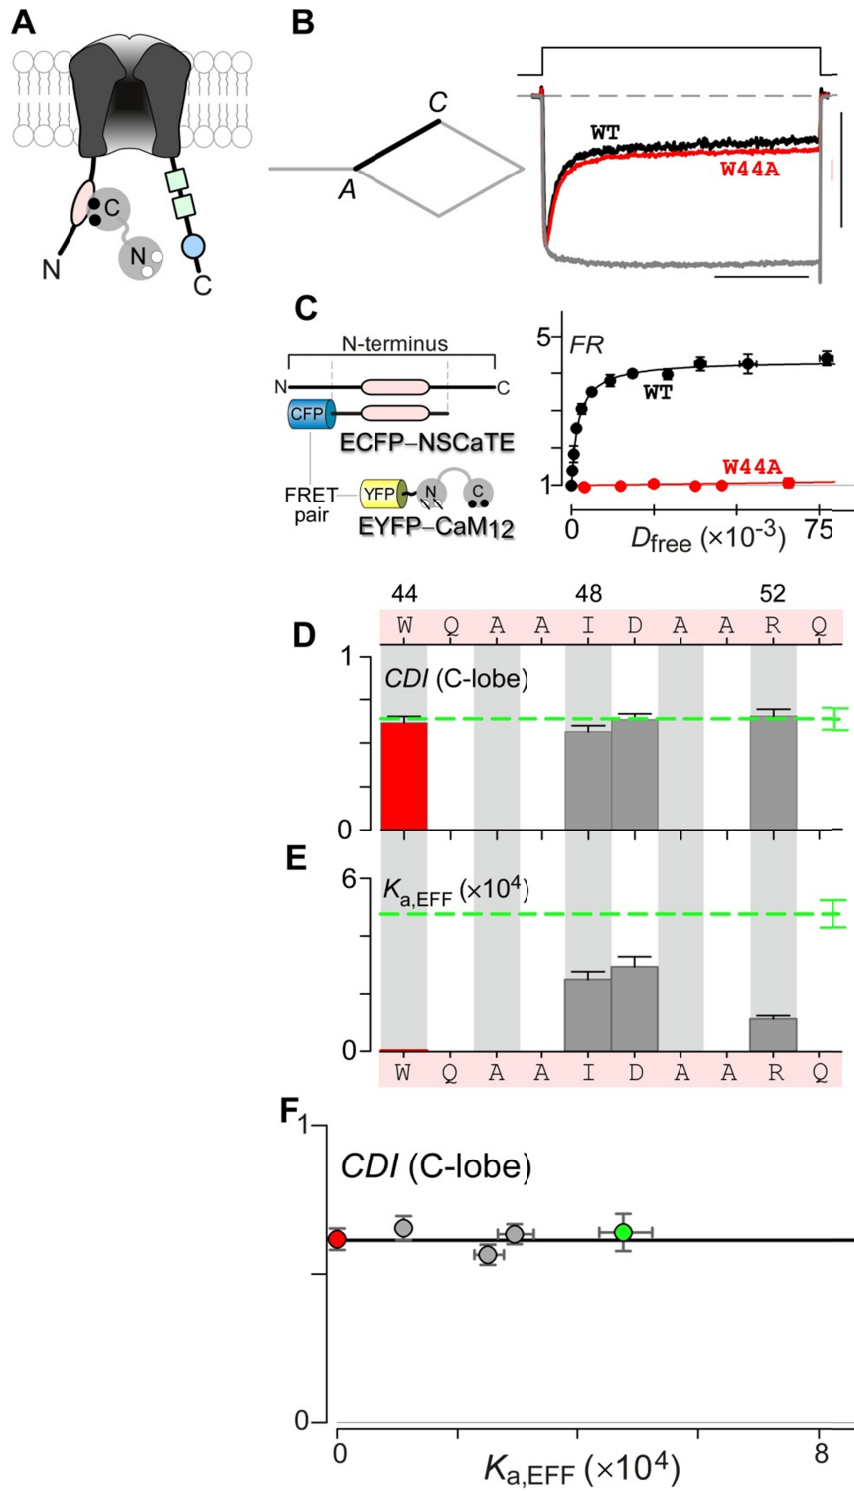 A
C
N
N
C
B
C
A
WT
W44A
C
N-terminus
N
C
CFP
ECFP–NSCaTE
FRET
pair
YFP
N
C
EYFP–CaM12
5
FR
WT
W44A
1
0
75
Dfree (×10-3)
D
44 48 52
W Q A A I D A A R Q
1
CDI (C-lobe)
0
E
6
Ka,EFF (×104)
0
W Q A A I D A A R Q
F
1
CDI (C-lobe)
0
0
8
Ka,EFF (×104)